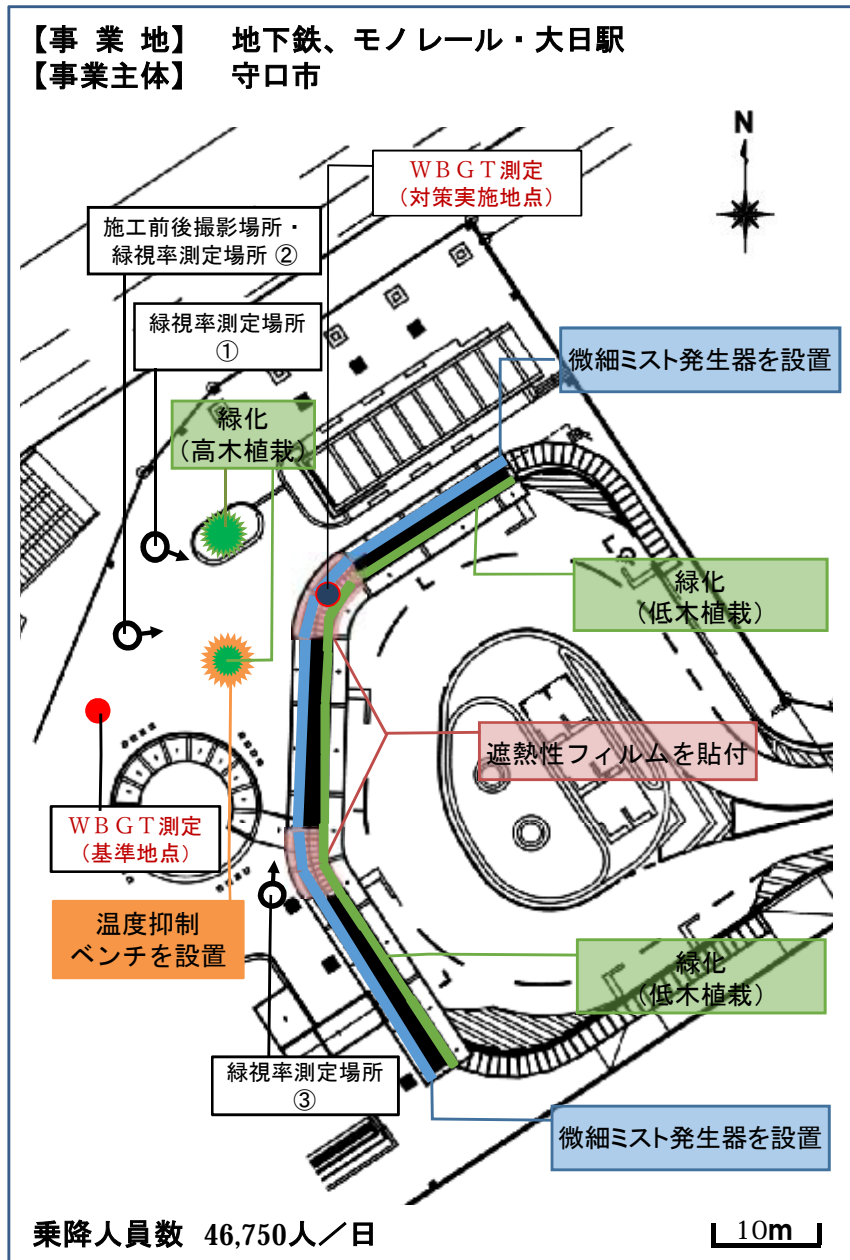 【事 業 地】 地下鉄、モノレール・大日駅
【事業主体】 守口市
N
WBGT測定
(対策実施地点)
施工前後撮影場所・
緑視率測定場所 ②
緑視率測定場所
①
微細ミスト発生器を設置
緑化
(高木植栽)
緑化
(低木植栽)
遮熱性フィルムを貼付
WBGT測定
(基準地点)
温度抑制
ベンチを設置
緑化
(低木植栽)
緑視率測定場所
③
微細ミスト発生器を設置
乗降人員数 46,750人/日
10m